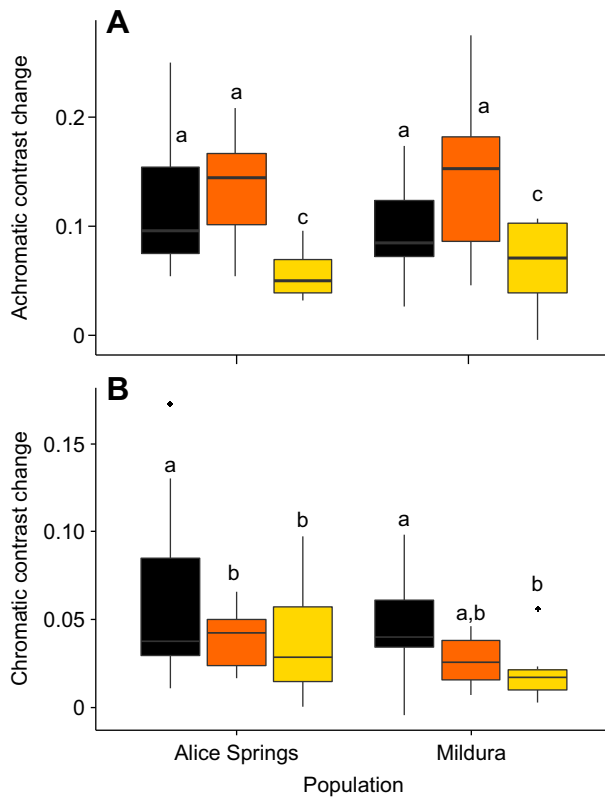 A
Achromatic contrast change
0.2
0.1
0
a
a
c
a
a
c
B
Chromatic contrast change
0.15
0.10
0.05
0
a
b
b
a
a,b
b
Alice Springs
Mildura
Population